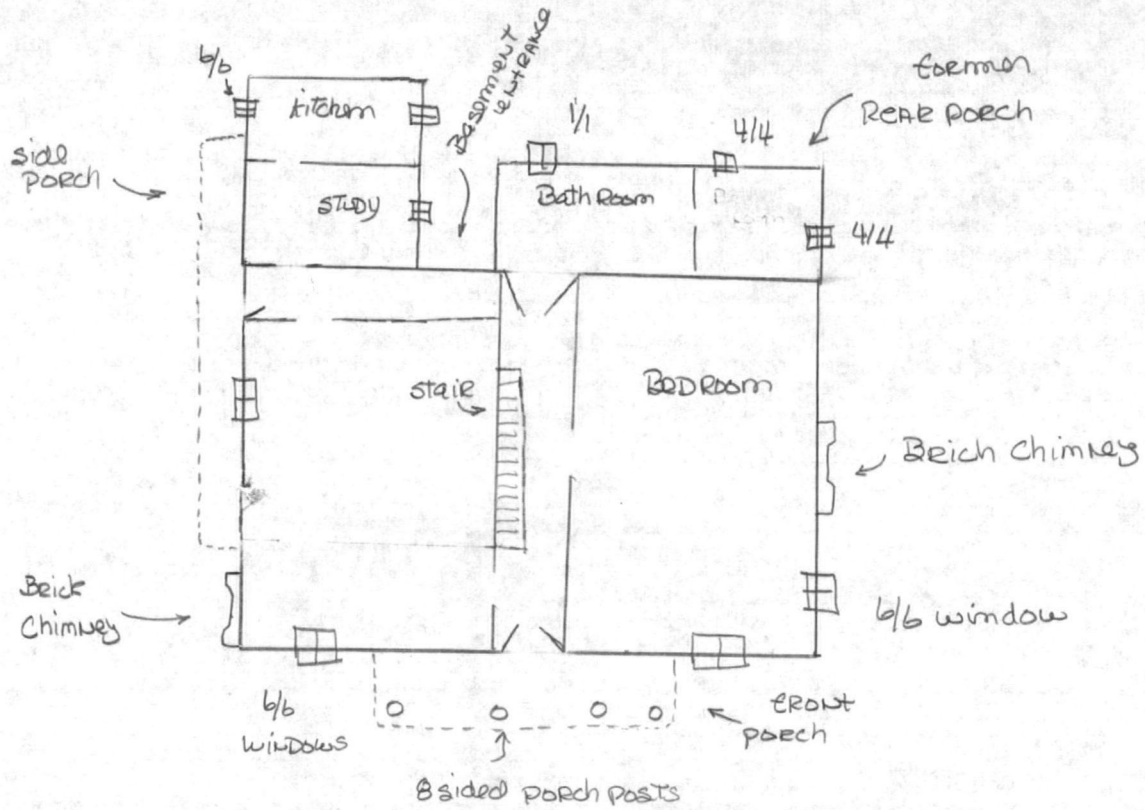 6/6
kitchen
Basement
entrance
1/1
4/4
Former
Rear Porch
side
Porch
study
Bath Room
4/4
stair
BedRoom
Brich Chimney
Brick
Chimney
6/6 window
6/6
windows
front
porch
8 sided porch posts